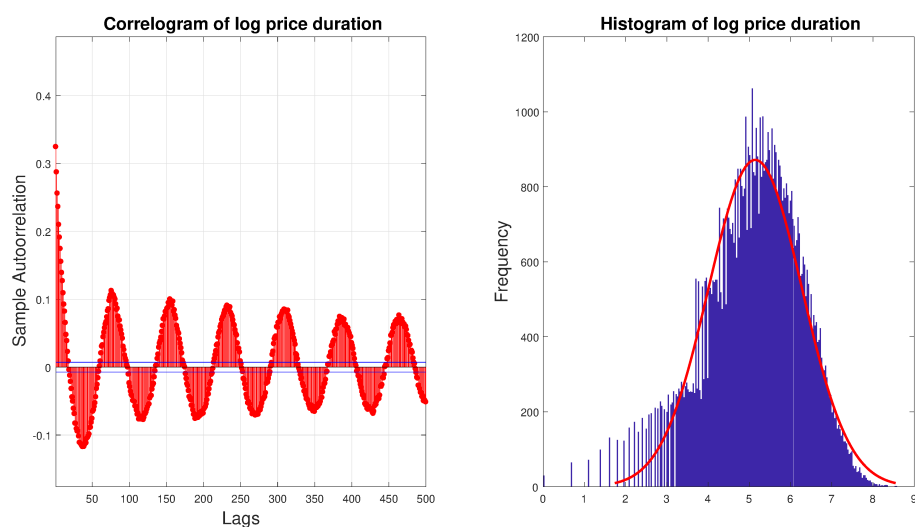 Correlogram of log price duration
Sample Autoorrelation
0.4
0.3
0.2
0.1
0
-0.1
50 100 150 200 250 300 350 400 450 500
Lags
Histogram of log price duration
Frequency
1200
1000
800
600
400
200
0
0 1 2 3 4 5 6 7 8 9